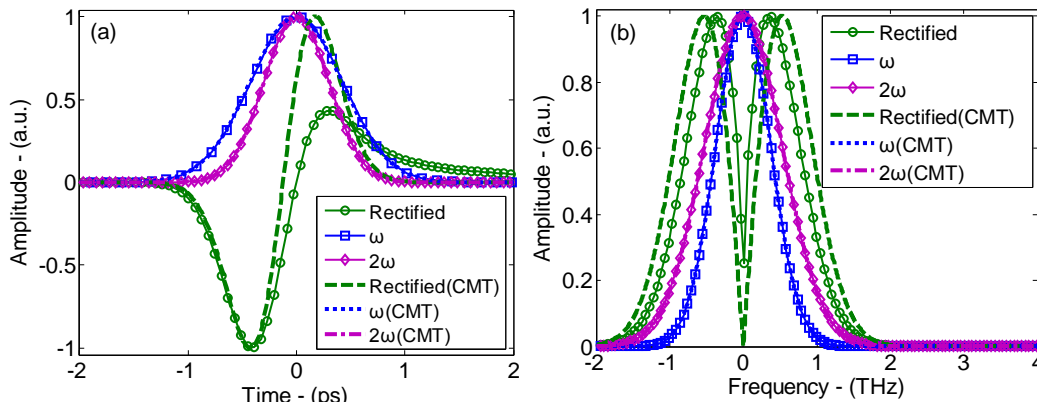 (a)
Amplitude - (a.u.)
1
0.5
0
-0.5
-1
-2
-1
0
1
2
Time - (ps)
Rectified
ω
2ω
Rectified(CMT)
ω(CMT)
2ω(CMT)
(b)
Amplitude - (a.u.)
1
0.8
0.6
0.4
0.2
0
-2
-1
0
1
2
3
4
Frequency - (THz)
Rectified
ω
2ω
Rectified(CMT)
ω(CMT)
2ω(CMT)